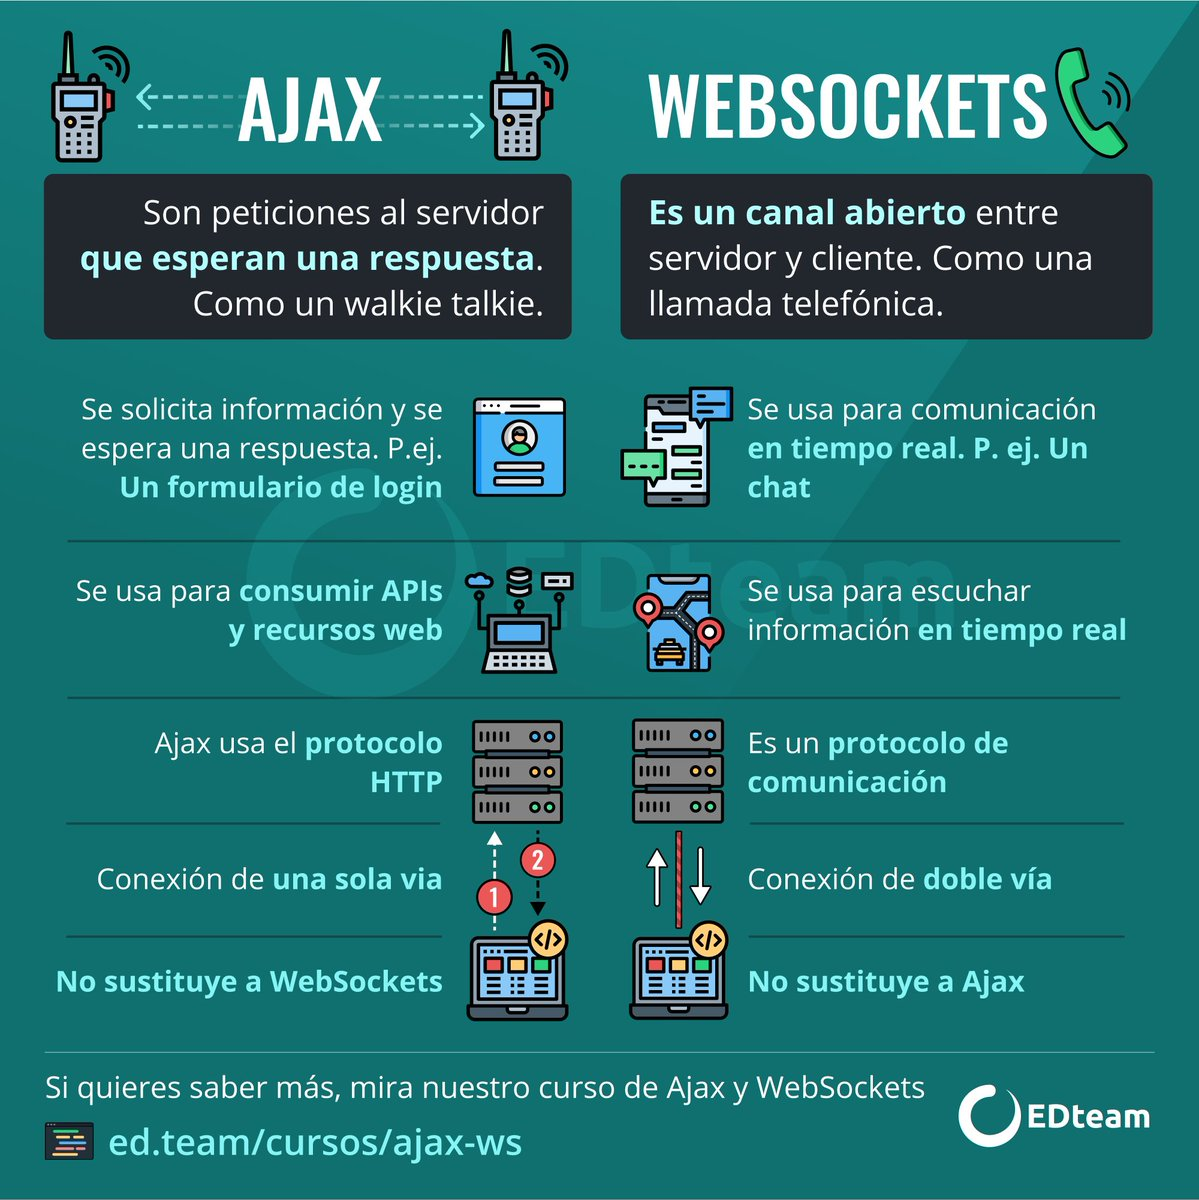 AJAX
Son peticiones al servidor
que esperan una respuesta.
Como un walkie talkie.
WEBSOCKETS
Es un canal abierto entre
servidor y cliente. Como una
llamada telefónica.
Se solicita información y se
espera una respuesta. P.ej.
Un formulario de login
Se usa para comunicación
en tiempo real. P. ej. Un
chat
Se usa para consumir APIs
y recursos web
Se usa para escuchar
información en tiempo real
Ajax usa el protocolo
HTTP
Es un protocolo de
comunicación
Conexión de una sola via
1
2
Conexión de doble vía
No sustituye a WebSockets
</>
</>
No sustituye a Ajax
EDteam
Si quieres saber más, mira nuestro curso de Ajax y WebSockets
ed.team/cursos/ajax-ws
EDteam